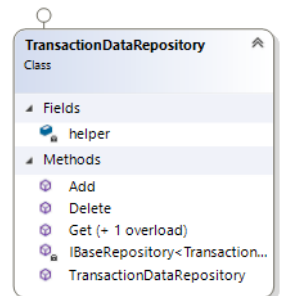 TransactionDataRepository
Class
Fields
helper
Methods
Add
Delete
Get (+ 1 overload)
IBaseRepository<Transaction...
TransactionDataRepository